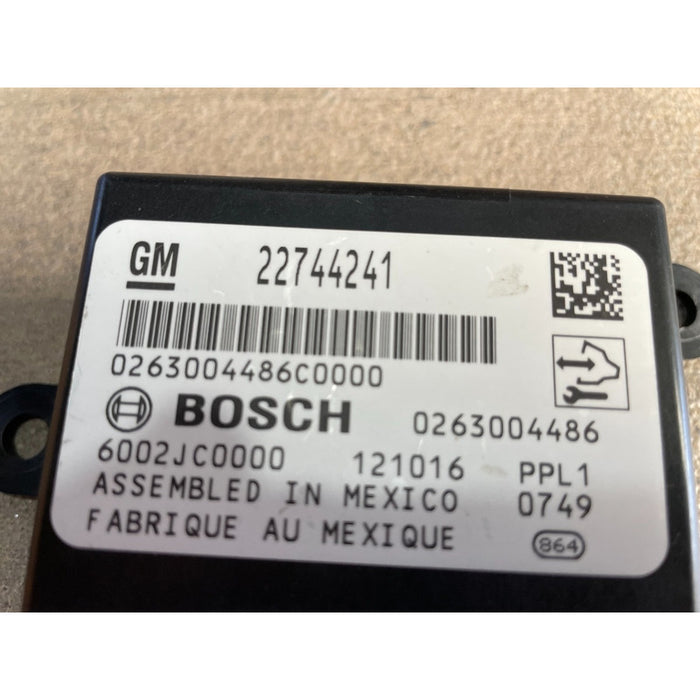 GM 22744241
0263004486C0000
BOSCH 0263004486
6002JC0000 121016 PPL1
ASSEMBLED IN MEXICO 0749
FABRIQUE AU MEXIQUE 864